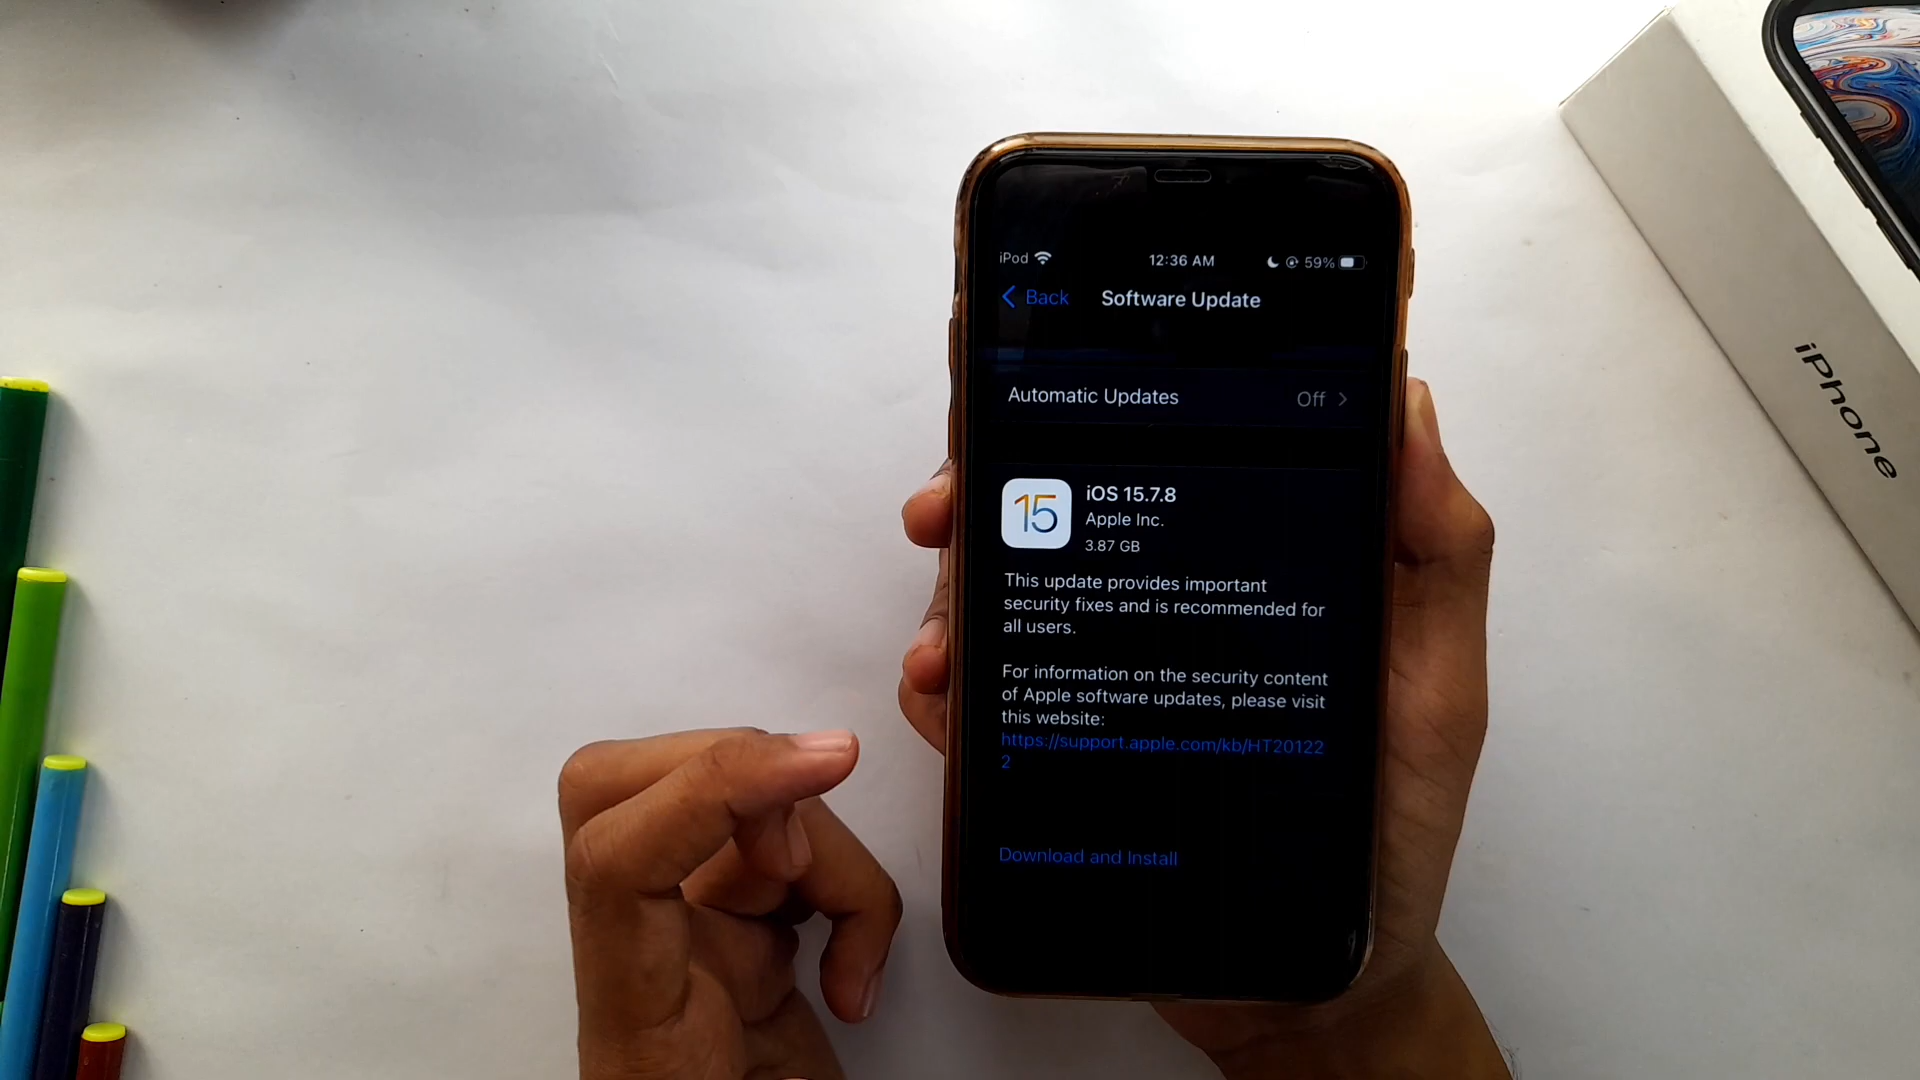 iPod 12:36 AM 59%
Back Software Update
Automatic Updates Off
15
iOS 15.7.8
Apple Inc.
3.87 GB
This update provides important
security fixes and is recommended for
all users.
For information on the security content
of Apple software updates, please visit
this website:
https://support.apple.com/kb/HT20122
2
Download and Install
iPhone